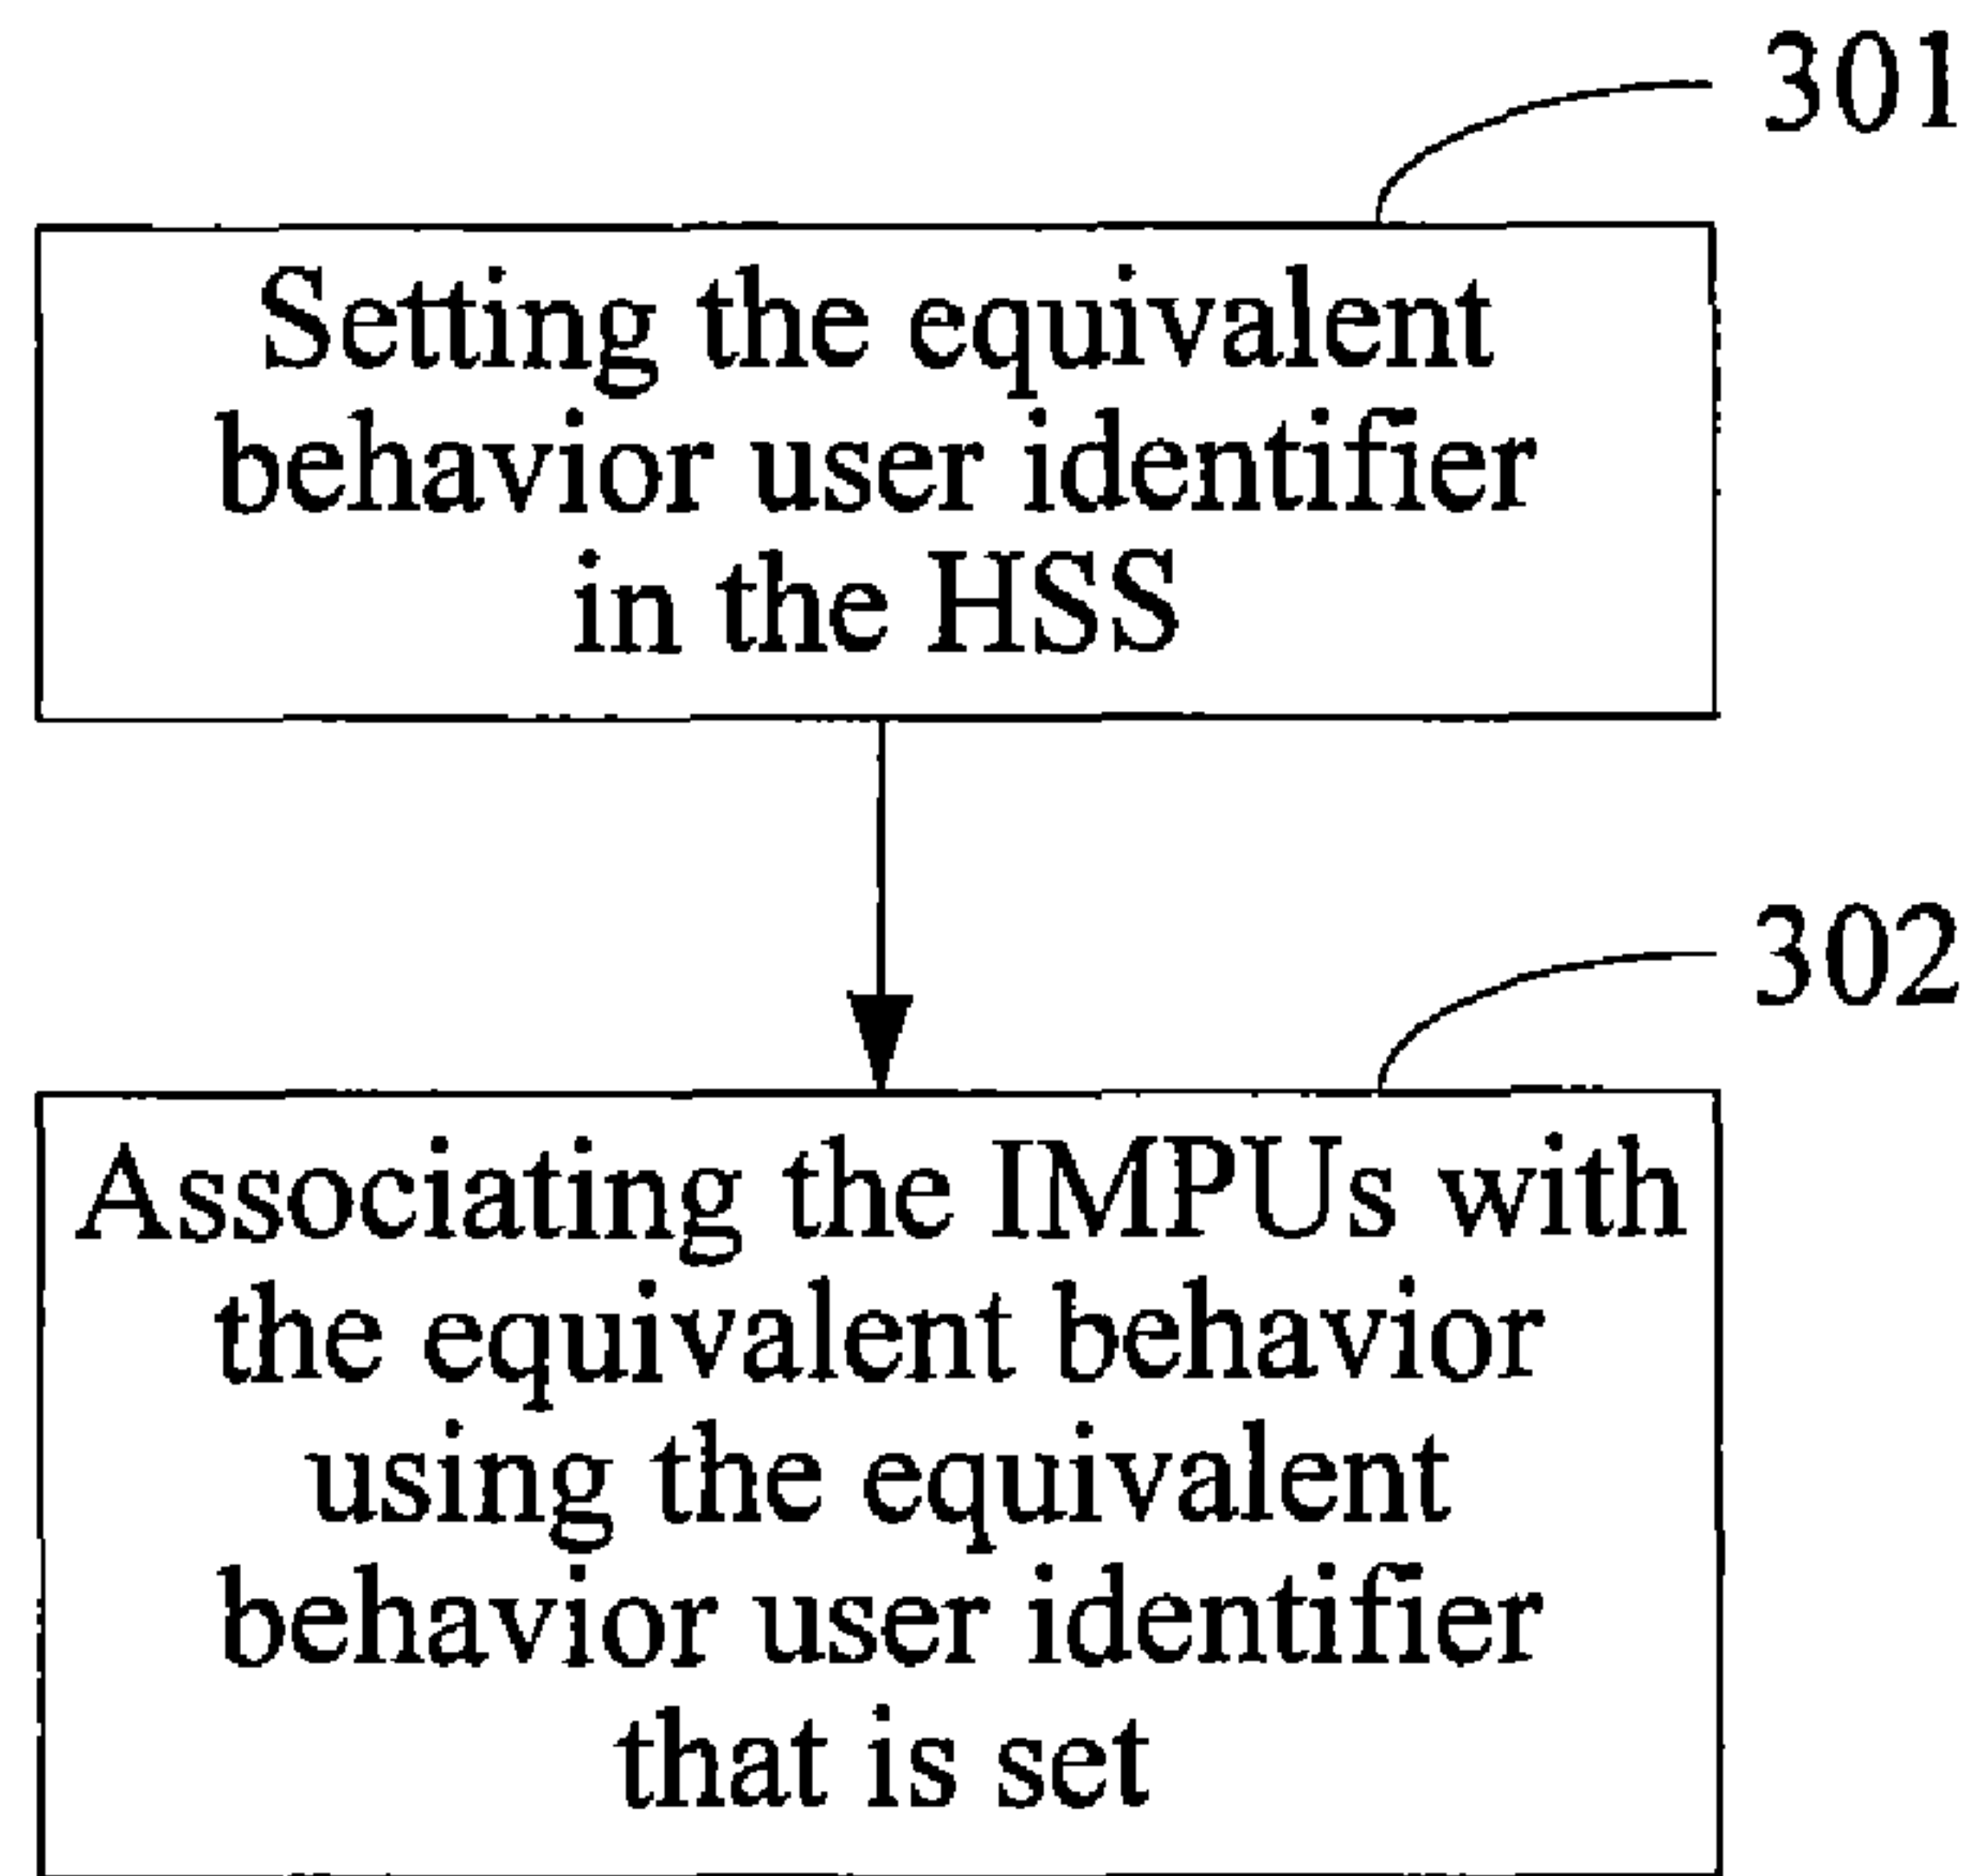 301
Setting the equivalent
behavior user identifier
in the HSS
302
Associating the IMPUs with
the equivalent behavior
using the equivalent
behavior user identifier
that is set